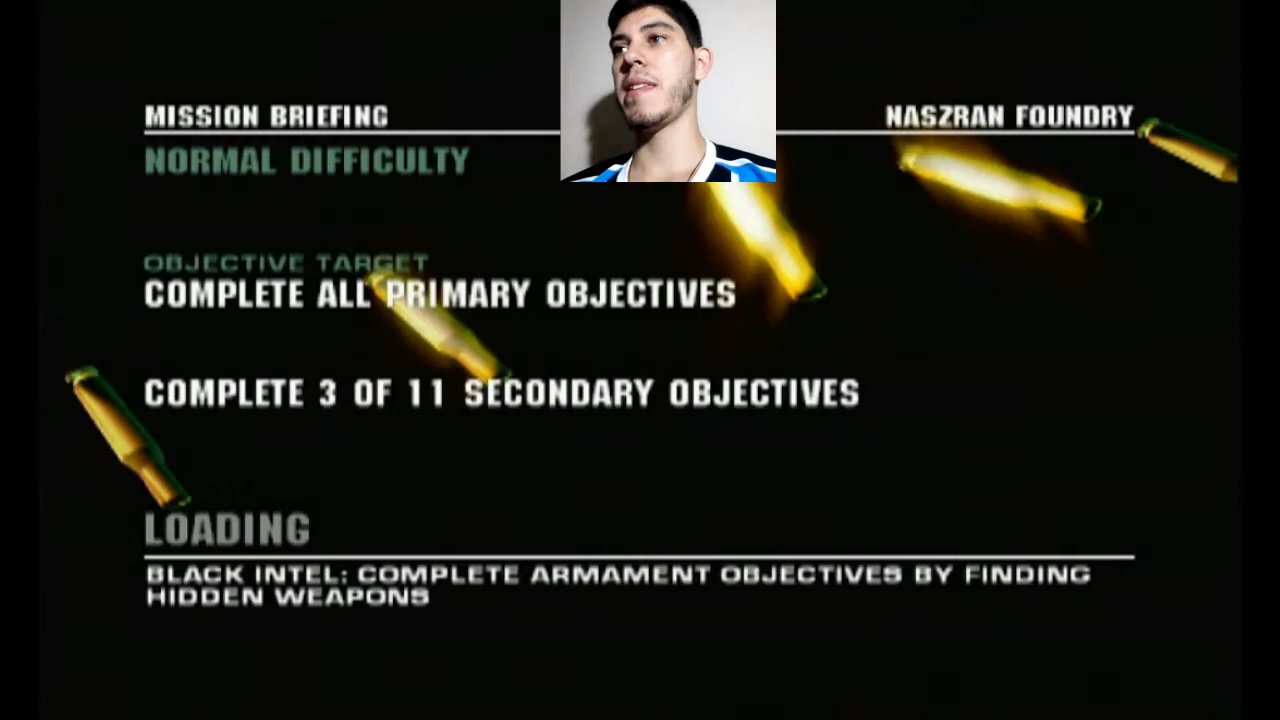 MISSION BRIEFING
NASZRAN FOUNDRY
NORMAL DIFFICULTY
OBJECTIVE TARGET
COMPLETE ALL PRIMARY OBJECTIVES
COMPLETE 3 OF 11 SECONDARY OBJECTIVES
LOADING
BLACK INTEL: COMPLETE ARMAMENT OBJECTIVES BY FINDING
HIDDEN WEAPONS